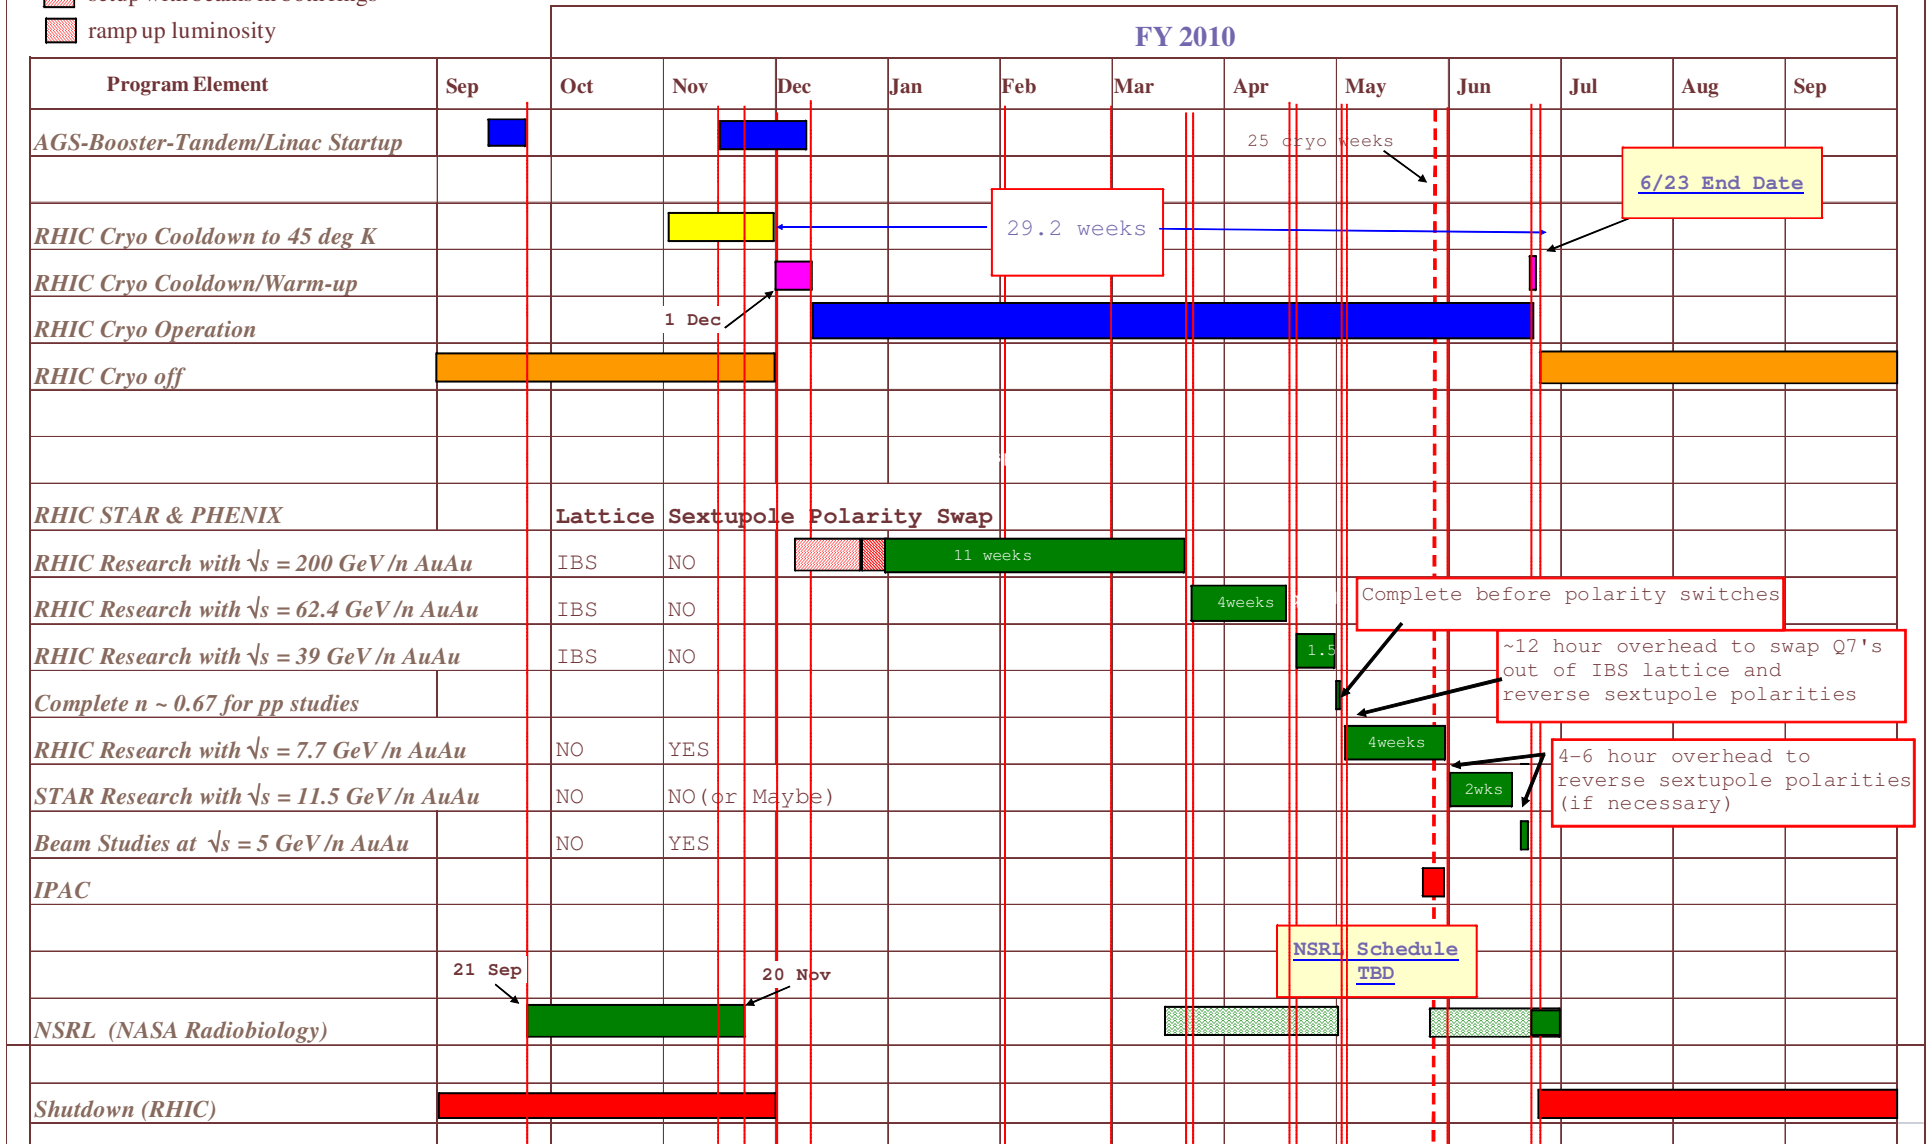 setup with beams in both rings
ramp up luminosity
FY 2010
Program Element Sep Oct Nov Dec Jan Feb Mar Apr May Jun Jul Aug Sep
AGS-Booster-Tandem/Linac Startup
25 cryo weeks
6/23 End Date
29.2 weeks
RHIC Cryo Cooldown to 45 deg K
RHIC Cryo Cooldown/Warm-up
1 Dec
RHIC Cryo Operation
RHIC Cryo off
RHIC STAR & PHENIX Lattice Sextupole Polarity Swap
RHIC Research with √s = 200 GeV/n AuAu IBS NO 11 weeks
RHIC Research with √s = 62.4 GeV/n AuAu IBS NO 4weeks
Complete before polarity switches
RHIC Research with √s = 39 GeV/n AuAu IBS NO 1.5
~12 hour overhead to swap Q7's
out of IBS lattice and
reverse sextupole polarities
Complete n ~ 0.67 for pp studies
RHIC Research with √s = 7.7 GeV/n AuAu NO YES 4weeks
4-6 hour overhead to
reverse sextupole polarities
(if necessary)
STAR Research with √s = 11.5 GeV/n AuAu NO NO(or Maybe) 2wks
Beam Studies at √s = 5 GeV/n AuAu NO YES
IPAC
NSRL Schedule
TBD
21 Sep
20 Nov
NSRL (NASA Radiobiology)
Shutdown (RHIC)